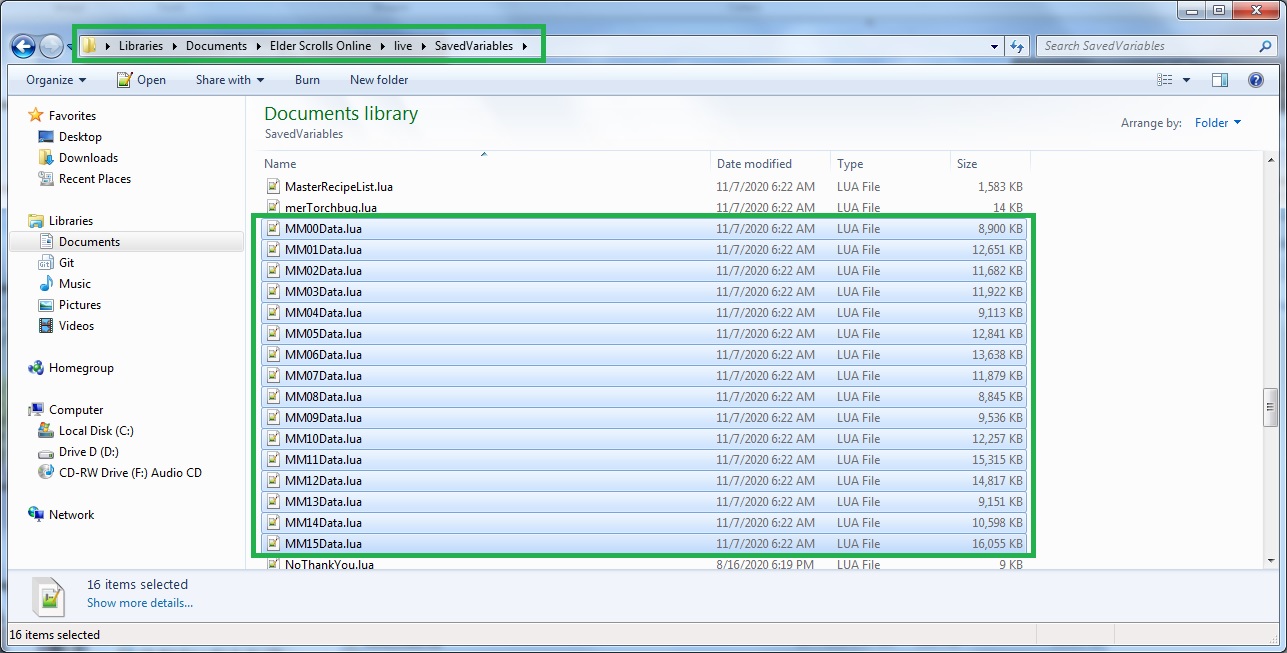 Libraries Documents Elder Scrolls Online live SavedVariables Search SavedVariables
Organize Open Share with Burn New folder
Favorites
Desktop
Downloads
Recent Places
Libraries
Documents
Git
Music
Pictures
Videos
Homegroup
Computer
Local Disk (C:)
Drive D (D:)
CD-RW Drive (F:) Audio CD
Network
Documents library
SavedVariables
Arrange by: Folder
Name Date modified Type Size
MasterRecipeList.lua 11/7/2020 6:22 AM LUA File 1,583 KB
merTorchbug.lua 11/7/2020 6:22 AM LUA File 14 KB
MM00Data.lua 11/7/2020 6:22 AM LUA File 8,900 KB
MM01Data.lua 11/7/2020 6:22 AM LUA File 12,651 KB
MM02Data.lua 11/7/2020 6:22 AM LUA File 11,682 KB
MM03Data.lua 11/7/2020 6:22 AM LUA File 11,922 KB
MM04Data.lua 11/7/2020 6:22 AM LUA File 9,113 KB
MM05Data.lua 11/7/2020 6:22 AM LUA File 12,841 KB
MM06Data.lua 11/7/2020 6:22 AM LUA File 13,638 KB
MM07Data.lua 11/7/2020 6:22 AM LUA File 11,879 KB
MM08Data.lua 11/7/2020 6:22 AM LUA File 8,845 KB
MM09Data.lua 11/7/2020 6:22 AM LUA File 9,536 KB
MM10Data.lua 11/7/2020 6:22 AM LUA File 12,257 KB
MM11Data.lua 11/7/2020 6:22 AM LUA File 15,315 KB
MM12Data.lua 11/7/2020 6:22 AM LUA File 14,817 KB
MM13Data.lua 11/7/2020 6:22 AM LUA File 9,151 KB
MM14Data.lua 11/7/2020 6:22 AM LUA File 10,598 KB
MM15Data.lua 11/7/2020 6:22 AM LUA File 16,055 KB
NoThankYou.lua 8/16/2020 6:19 PM LUA File 9 KB
16 items selected
Show more details...
16 items selected